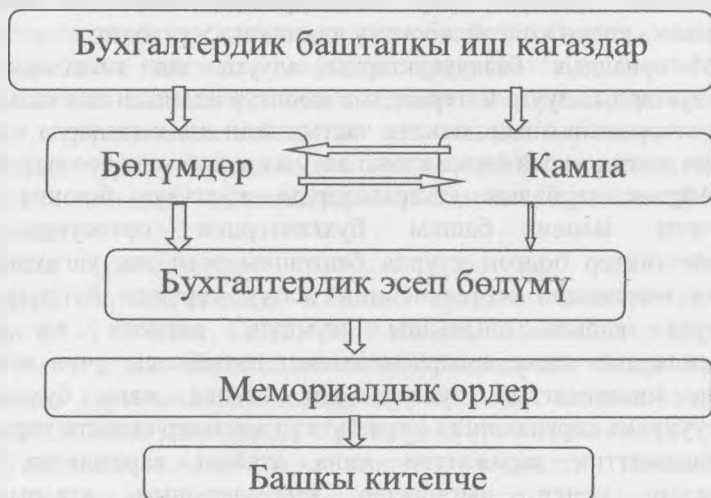 Бухгалтердик баштапкы иш кагаздар
Бөлүмдөр Кампа
Бухгалтердик эсеп бөлүмү
Мемориалдык ордер
Башкы китепче